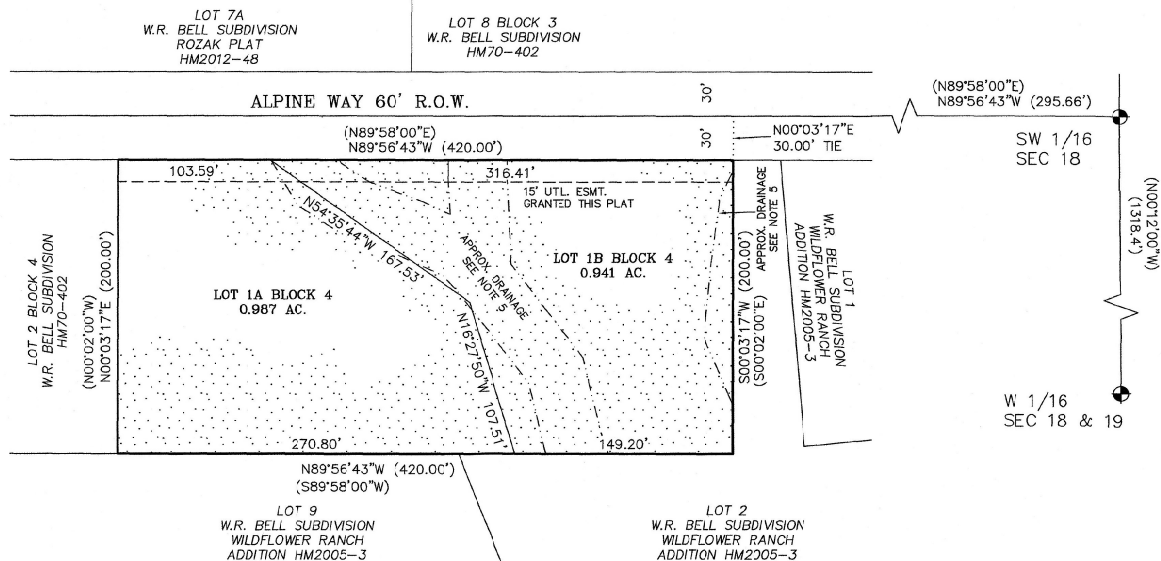 LOT 7A
W.R. BELL SUBDIVISION
ROZAK PLAT
HM2012-48
LOT 8 BLOCK 3
W.R. BELL SUBDIVISION
HM70-402
ALPINE WAY 60' R.O.W.
30'
30'
(N89°58'00"E)
N89°56'43"W (295.66')
SW 1/16
SEC 18
(N89°58'00"E)
N89°56'43"W (420.00')
N00°03'17"E
30.00' TIE
103.59'
316.41'
15' UTL. ESMT.
GRANTED THIS PLAT
N54°35'44"W 167.53'
APPROX. DRAINAGE
SEE NOTE 5
LOT 1B BLOCK 4
0.941 AC.
LOT 1A BLOCK 4
0.987 AC.
N16°27'50"W 107.51'
LOT 2 BLOCK 4
W.R. BELL SUBDIVISION
HM70-402
(N00°02'00"W)
N00°03'17"E (200.00')
S00°03'17"W (200.00')
(S00°02'00"E)
APPROX. DRAINAGE
SEE NOTE 5
LOT 1
W.R. BELL SUBDIVISION
WILDFLOWER RANCH
ADDITION HM2005-3
(N00°12'00"W)
(1318.4')
W 1/16
SEC 18 & 19
270.80'
149.20'
N89°56'43"W (420.00')
(S89°58'00"W)
LOT 9
W.R. BELL SUBDIVISION
WILDFLOWER RANCH
ADDITION HM2005-3
LOT 2
W.R. BELL SUBDIVISION
WILDFLOWER RANCH
ADDITION HM2005-3